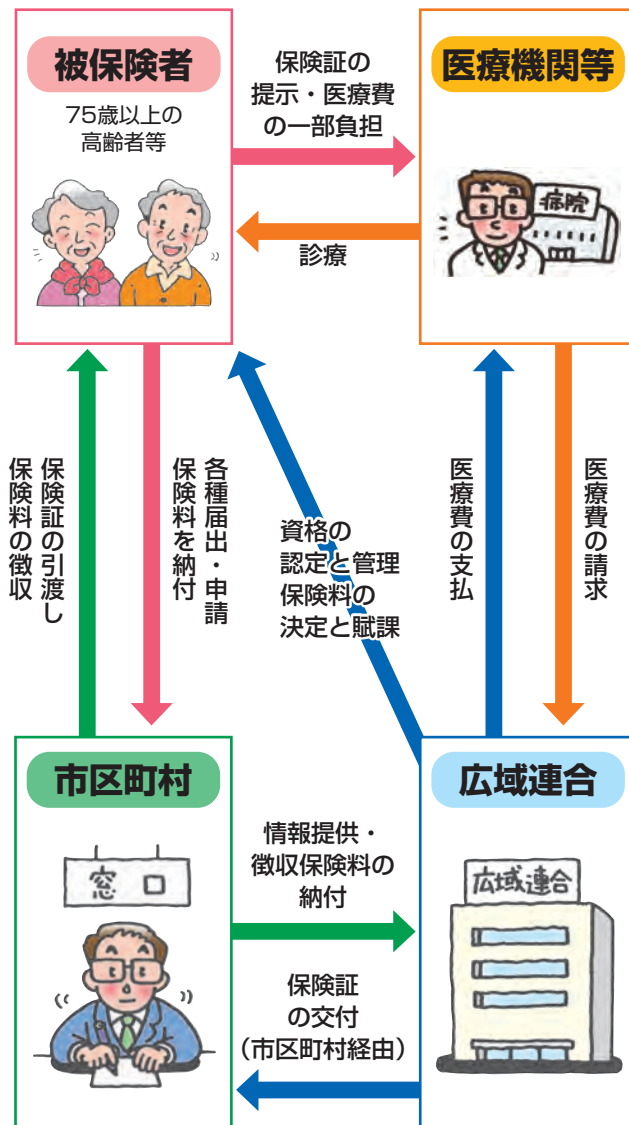 被保険者
75歳以上の
高齢者等
保険証の
提示・医療費
の一部負担
診療
医療機関等
病院
保険証の引渡し
保険料の徴収
各種届出・申請
保険料を納付
資格の
認定と管理
保険料の
決定と賦課
医療費の支払
医療費の請求
市区町村
窓口
情報提供・
徴収保険料の
納付
保険証
の交付
（市区町村経由）
広域連合
広域連合